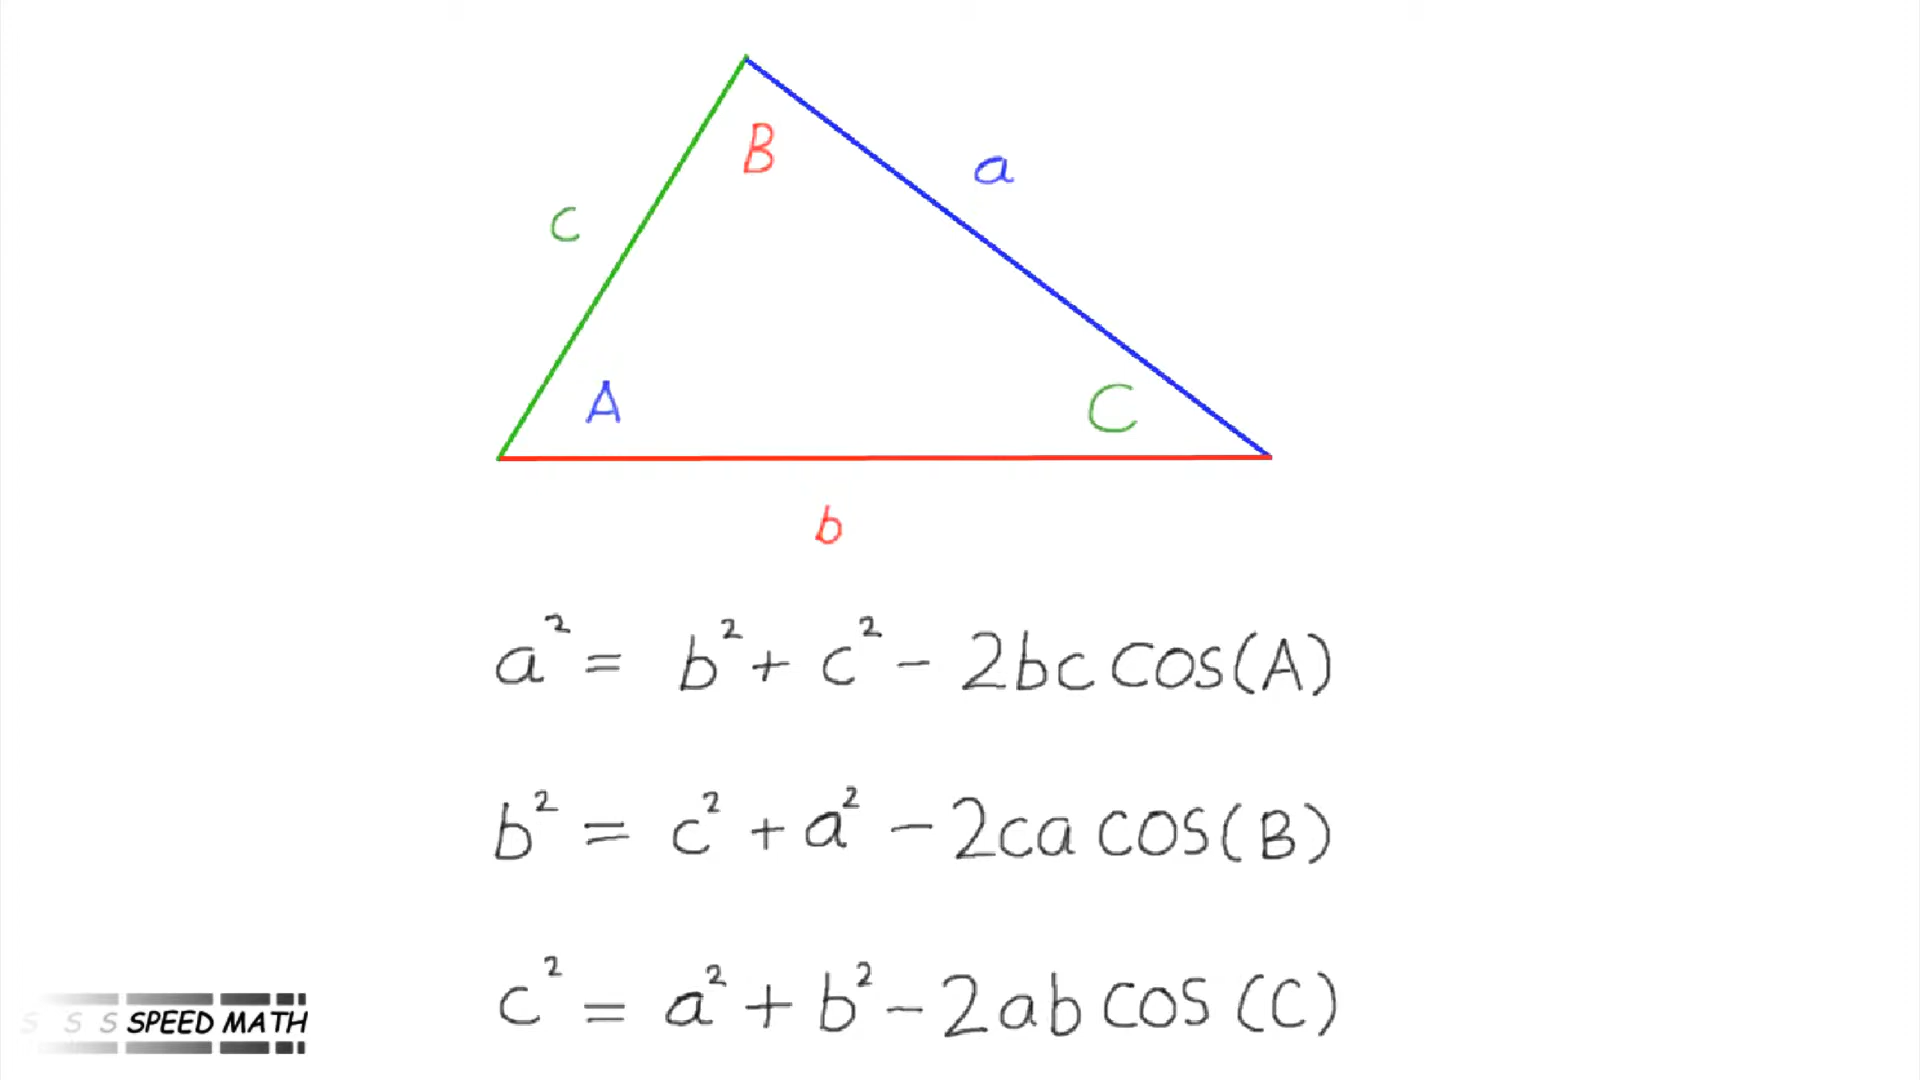 B
a
c
A
C
b
a² = b² + c² - 2bc cos(A)
b² = c² + a² - 2ca cos(B)
c² = a² + b² - 2ab cos(C)
S S S SPEED MATH